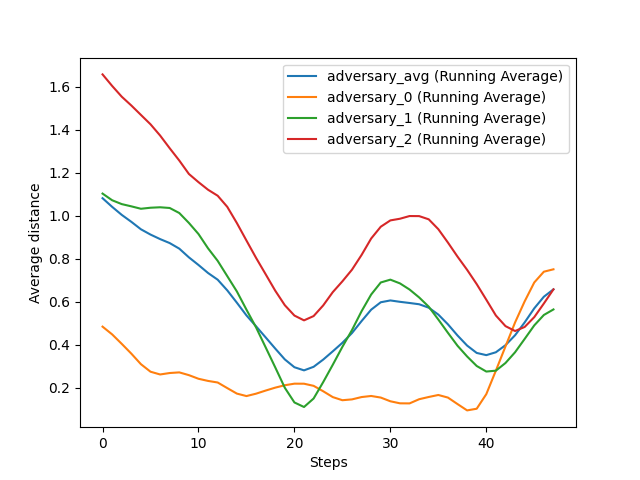 adversary_avg (Running Average)
adversary_0 (Running Average)
adversary_1 (Running Average)
adversary_2 (Running Average)
1.6
1.4
1.2
1.0
0.8
0.6
0.4
0.2
Average distance
0 10 20 30 40
Steps